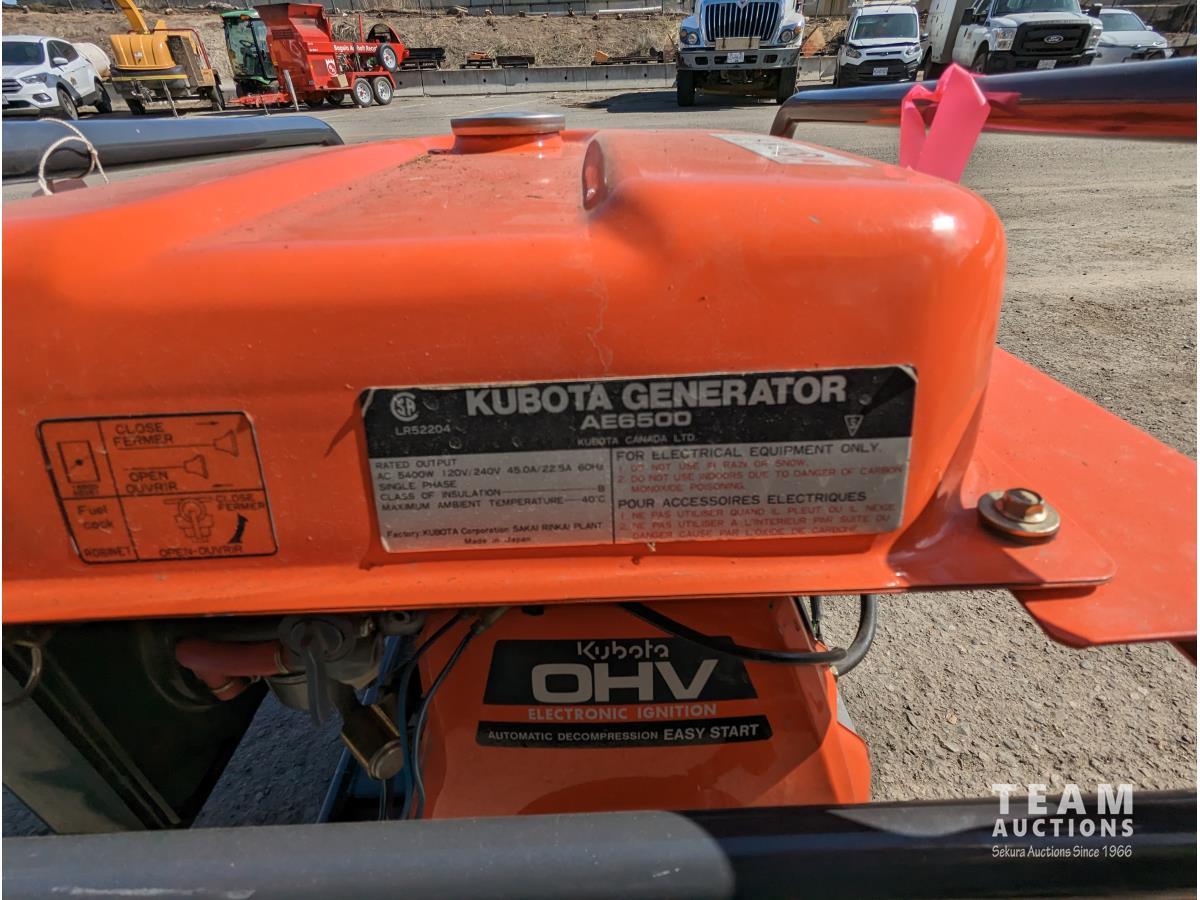 KUBOTA GENERATOR
AE6500
LR52204
KUBOTA CANADA LTD.
RATED OUTPUT
AC 5400W 120V/240V 45.0A/22.5A 60Hz
SINGLE PHASE
CLASS OF INSULATION B
MAXIMUM AMBIENT TEMPERATURE 40°C
Factory: KUBOTA Corporation SAKAI RINKAI PLANT
Made in Japan
FOR ELECTRICAL EQUIPMENT ONLY.
1. DO NOT USE IN RAIN OR SNOW.
2. DO NOT USE INDOORS DUE TO DANGER OF CARBON
MONOXIDE POISONING.
POUR ACCESSOIRES ELECTRIQUES
1. NE PAS UTILISER QUAND IL PLEUT OU IL NEIGE
2. NE PAS UTILISER A L'INTERIEUR PAR SUITE DU
DANGER CAUSE PAR L'OXIDE DE CARBONE.
CLOSE
FERMER
OPEN
OUVRIR
Fuel
cock
ROBINET
CLOSE
FERMER
OPEN-OUVRIR
Kubota
OHV
ELECTRONIC IGNITION
AUTOMATIC DECOMPRESSION EASY START
TEAM
AUCTIONS
Sekura Auctions Since 1966